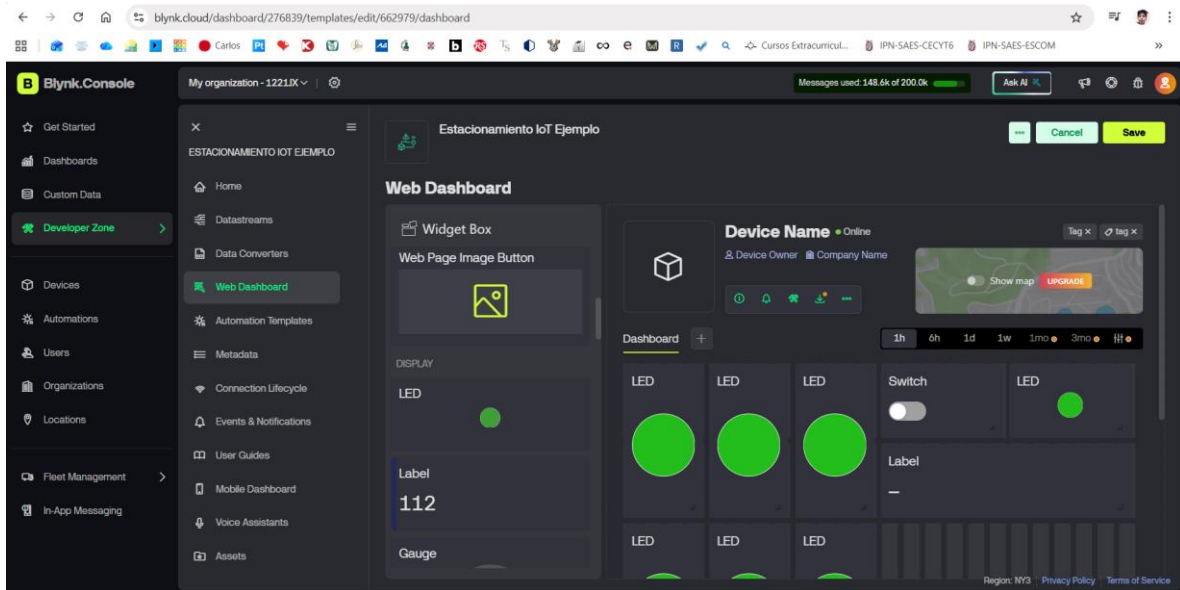 blynk.cloud/dashboard/276839/templates/edit/662979/dashboard
Carlos
Cursos Extracurricul...
IPN-SAES-CECYT6
IPN-SAES-ESCOM
B Blynk.Console
My organization - 1221JX
Messages used: 148.6k of 200.0k
Ask AI
Get Started
Dashboards
Custom Data
Developer Zone
Devices
Automations
Users
Organizations
Locations
Fleet Management
In-App Messaging
ESTACIONAMIENTO IOT EJEMPLO
Home
Datastreams
Data Converters
Web Dashboard
Automation Templates
Metadata
Connection Lifecycle
Events & Notifications
User Guides
Mobile Dashboard
Voice Assistants
Assets
Estacionamiento IoT Ejemplo
Cancel
Save
Web Dashboard
Widget Box
Web Page Image Button
DISPLAY
LED
Label
112
Gauge
Device Name Online
Tag × tag ×
Device Owner Company Name
Show map UPGRADE
Dashboard +
1h 6h 1d 1w 1mo 3mo
LED LED LED Switch LED
Label
–
LED LED LED
Region: NY3 Privacy Policy Terms of Service